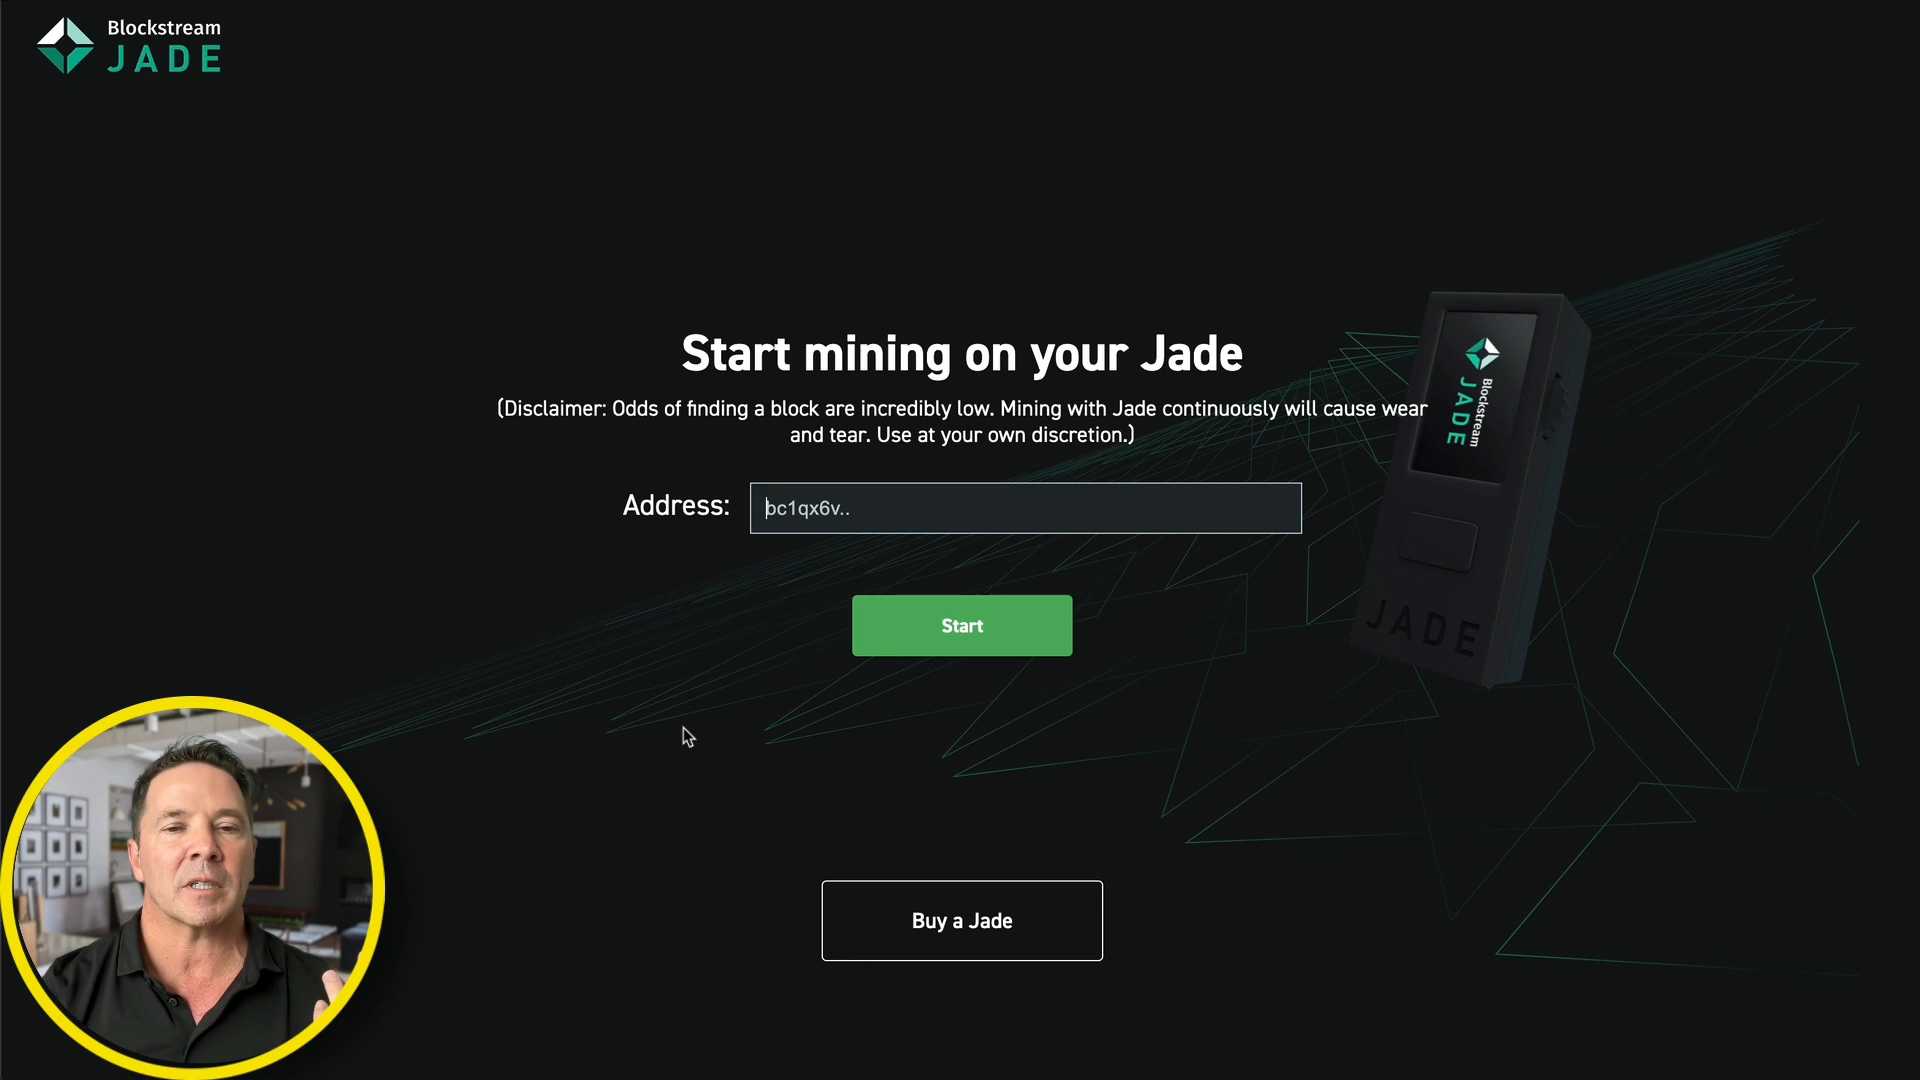 Blockstream
JADE
Start mining on your Jade
(Disclaimer: Odds of finding a block are incredibly low. Mining with Jade continuously will cause wear
and tear. Use at your own discretion.)
Address: bc1qx6v..
Start
Buy a Jade
Blockstream
JADE
JADE